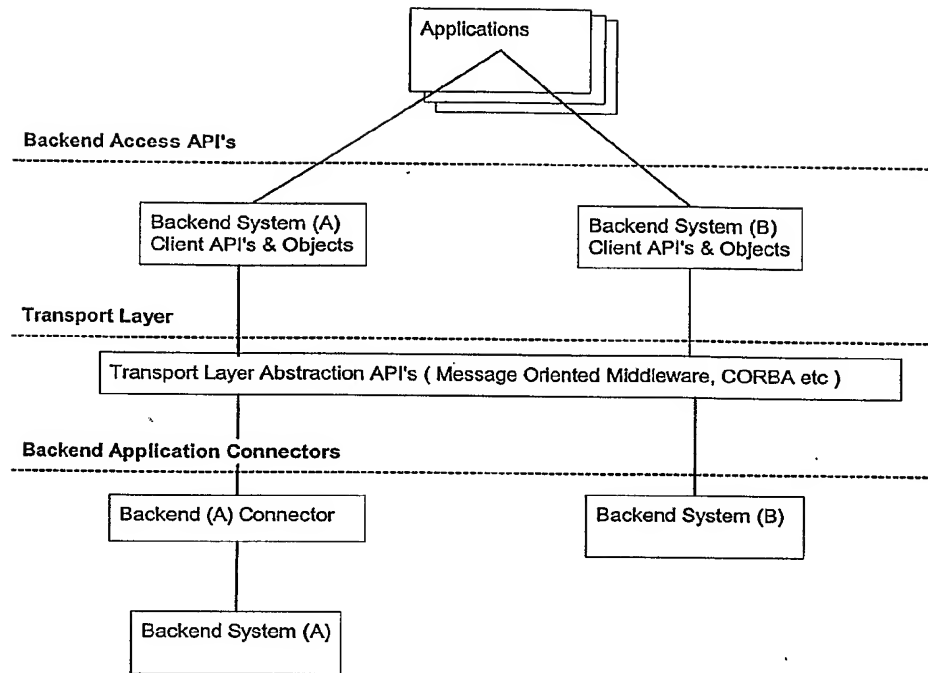 Applications
Backend Access API's
Backend System (A)
Client API's & Objects
Backend System (B)
Client API's & Objects
Transport Layer
Transport Layer Abstraction API's ( Message Oriented Middleware, CORBA etc )
Backend Application Connectors
Backend (A) Connector
Backend System (B)
Backend System (A)